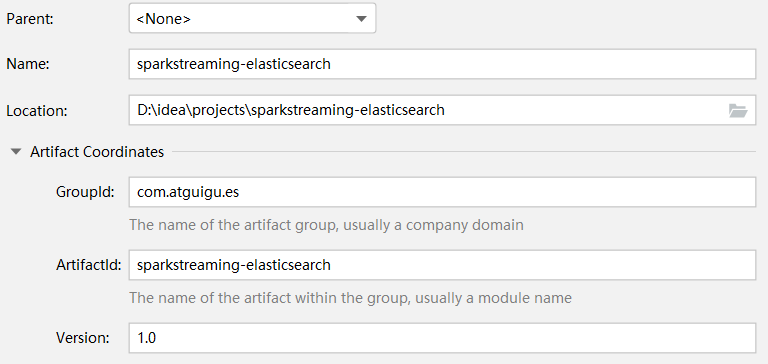 Parent: <None>
Name: sparkstreaming-elasticsearch
Location: D:\idea\projects\sparkstreaming-elasticsearch
Artifact Coordinates
GroupId: com.atguigu.es
The name of the artifact group, usually a company domain
ArtifactId: sparkstreaming-elasticsearch
The name of the artifact within the group, usually a module name
Version: 1.0